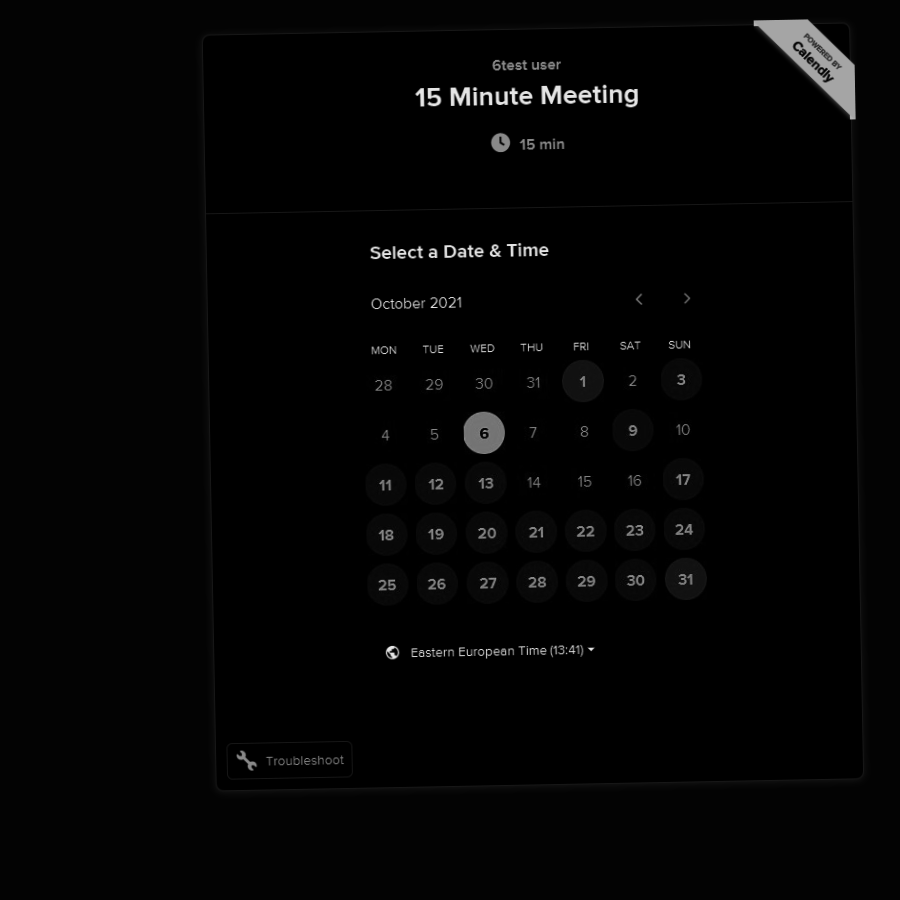 POWERED BY
Calendly
6test user
15 Minute Meeting
15 min
Select a Date & Time
October 2021
MON TUE WED THU FRI SAT SUN
28 29 30 31 1 2 3
4 5 6 7 8 9 10
11 12 13 14 15 16 17
18 19 20 21 22 23 24
25 26 27 28 29 30 31
Eastern European Time (13:41)
Troubleshoot